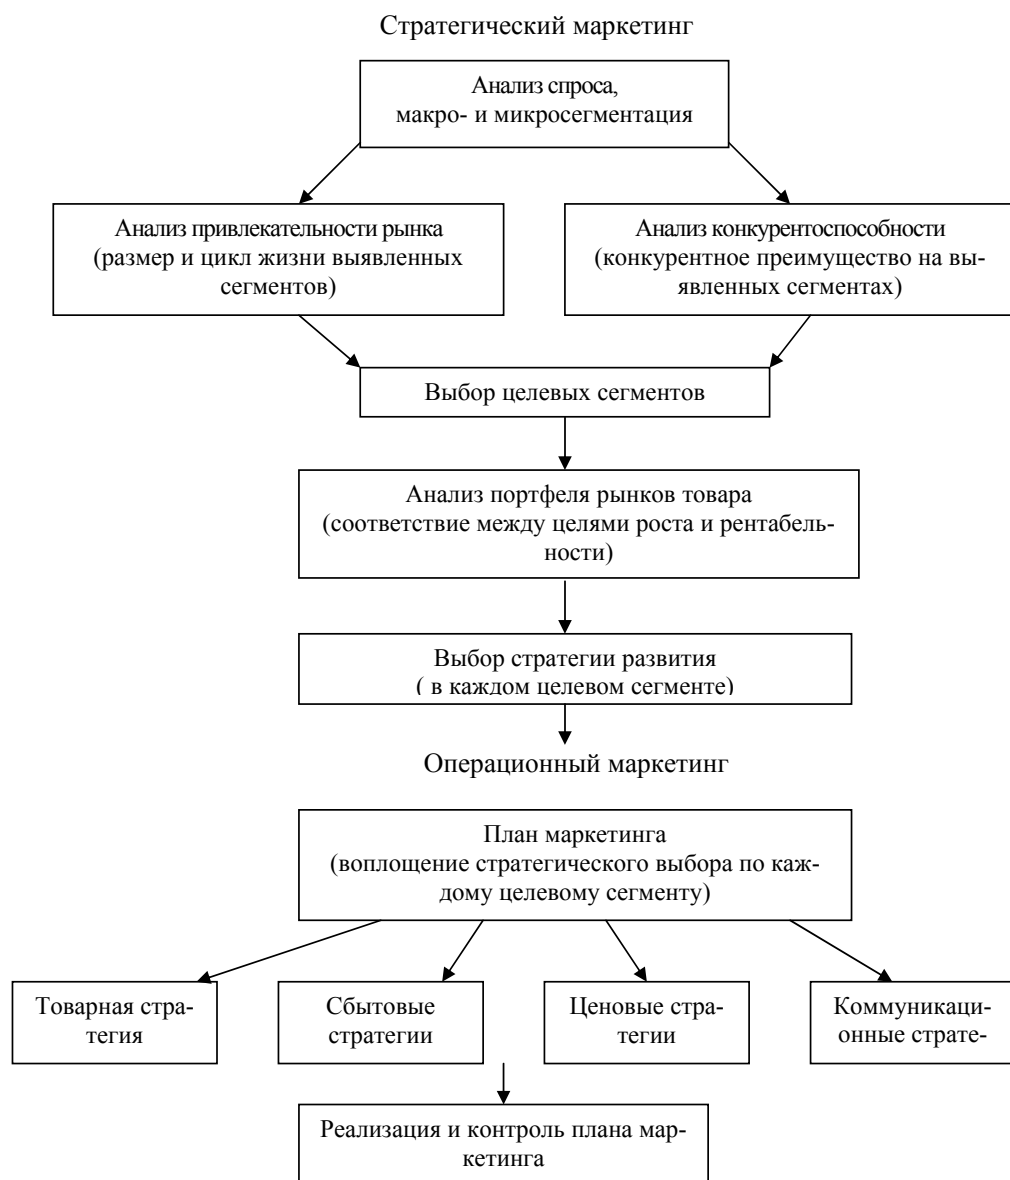 Стратегический маркетинг
Анализ спроса,
макро- и микросегментация
Анализ привлекательности рынка
(размер и цикл жизни выявленных
сегментов)
Анализ конкурентоспособности
(конкурентное преимущество на вы-
явленных сегментах)
Выбор целевых сегментов
Анализ портфеля рынков товара
(соответствие между целями роста и рентабель-
ности)
Выбор стратегии развития
( в каждом целевом сегменте)
Операционный маркетинг
План маркетинга
(воплощение стратегического выбора по каж-
дому целевому сегменту)
Товарная стра-
тегия
Сбытовые
стратегии
Ценовые стра-
тегии
Коммуникаци-
онные страте-
Реализация и контроль плана мар-
кетинга